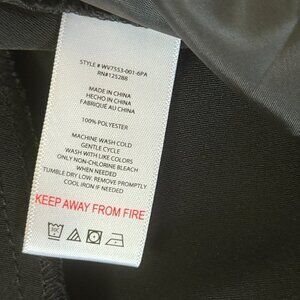 STYLE # WV7553-001-6PA
RN#125288
MADE IN CHINA
HECHO IN CHINA
FABRIQUÉ AU CHINA
100% POLYESTER
MACHINE WASH COLD
GENTLE CYCLE
WASH WITH LIKE COLORS
ONLY NON-CHLORINE BLEACH
WHEN NEEDED
TUMBLE DRY LOW. REMOVE PROMPTLY
COOL IRON IF NEEDED
KEEP AWAY FROM FIRE